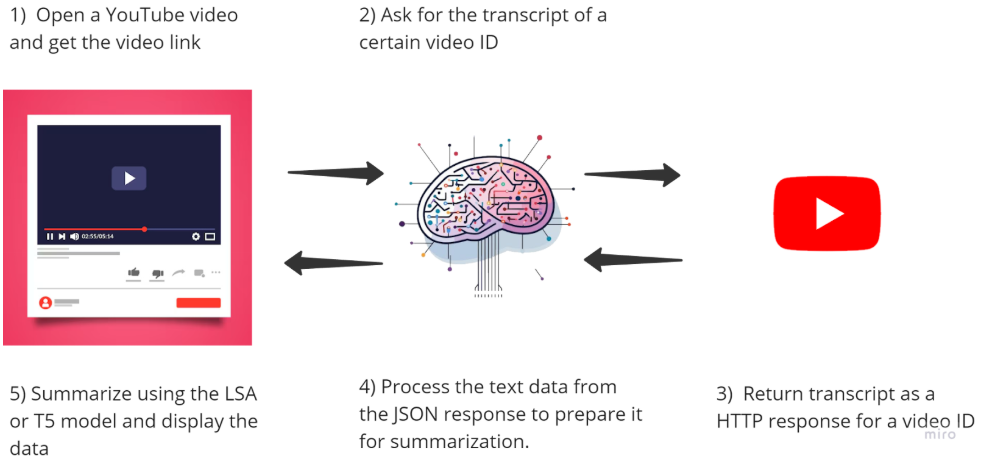 1) Open a YouTube video
and get the video link
2) Ask for the transcript of a
certain video ID
02:55/05:14
5) Summarize using the LSA
or T5 model and display the
data
4) Process the text data from
the JSON response to prepare it
for summarization.
3) Return transcript as a
HTTP response for a video ID
miro